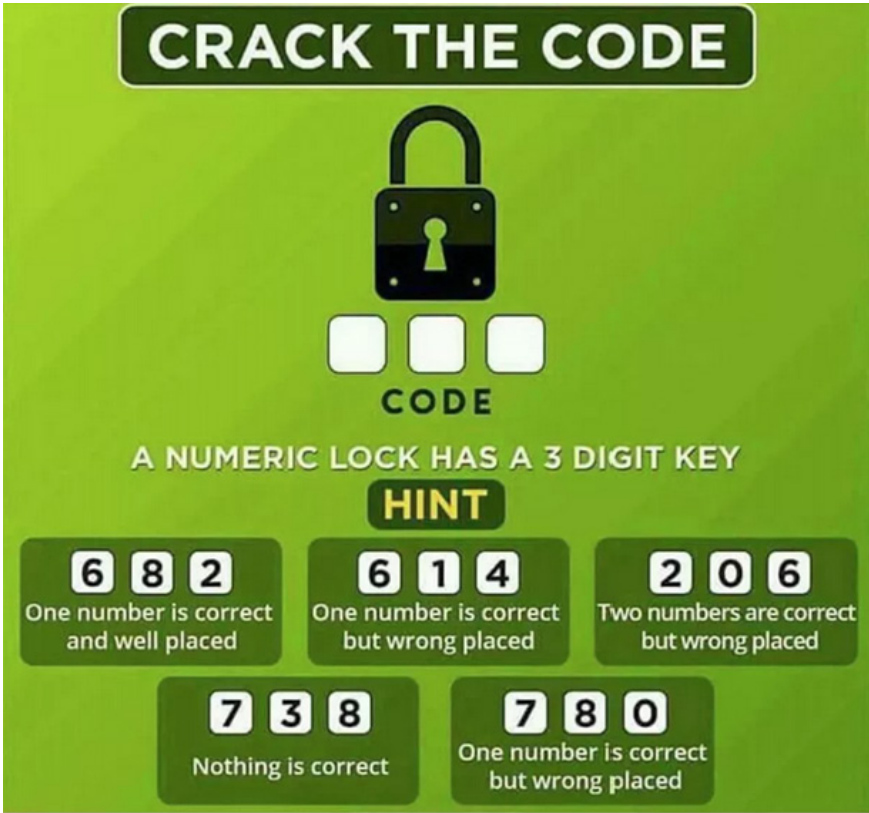 CRACK THE CODE
CODE
A NUMERIC LOCK HAS A 3 DIGIT KEY
HINT
6 8 2
One number is correct
and well placed
6 1 4
One number is correct
but wrong placed
2 0 6
Two numbers are correct
but wrong placed
7 3 8
Nothing is correct
7 8 0
One number is correct
but wrong placed